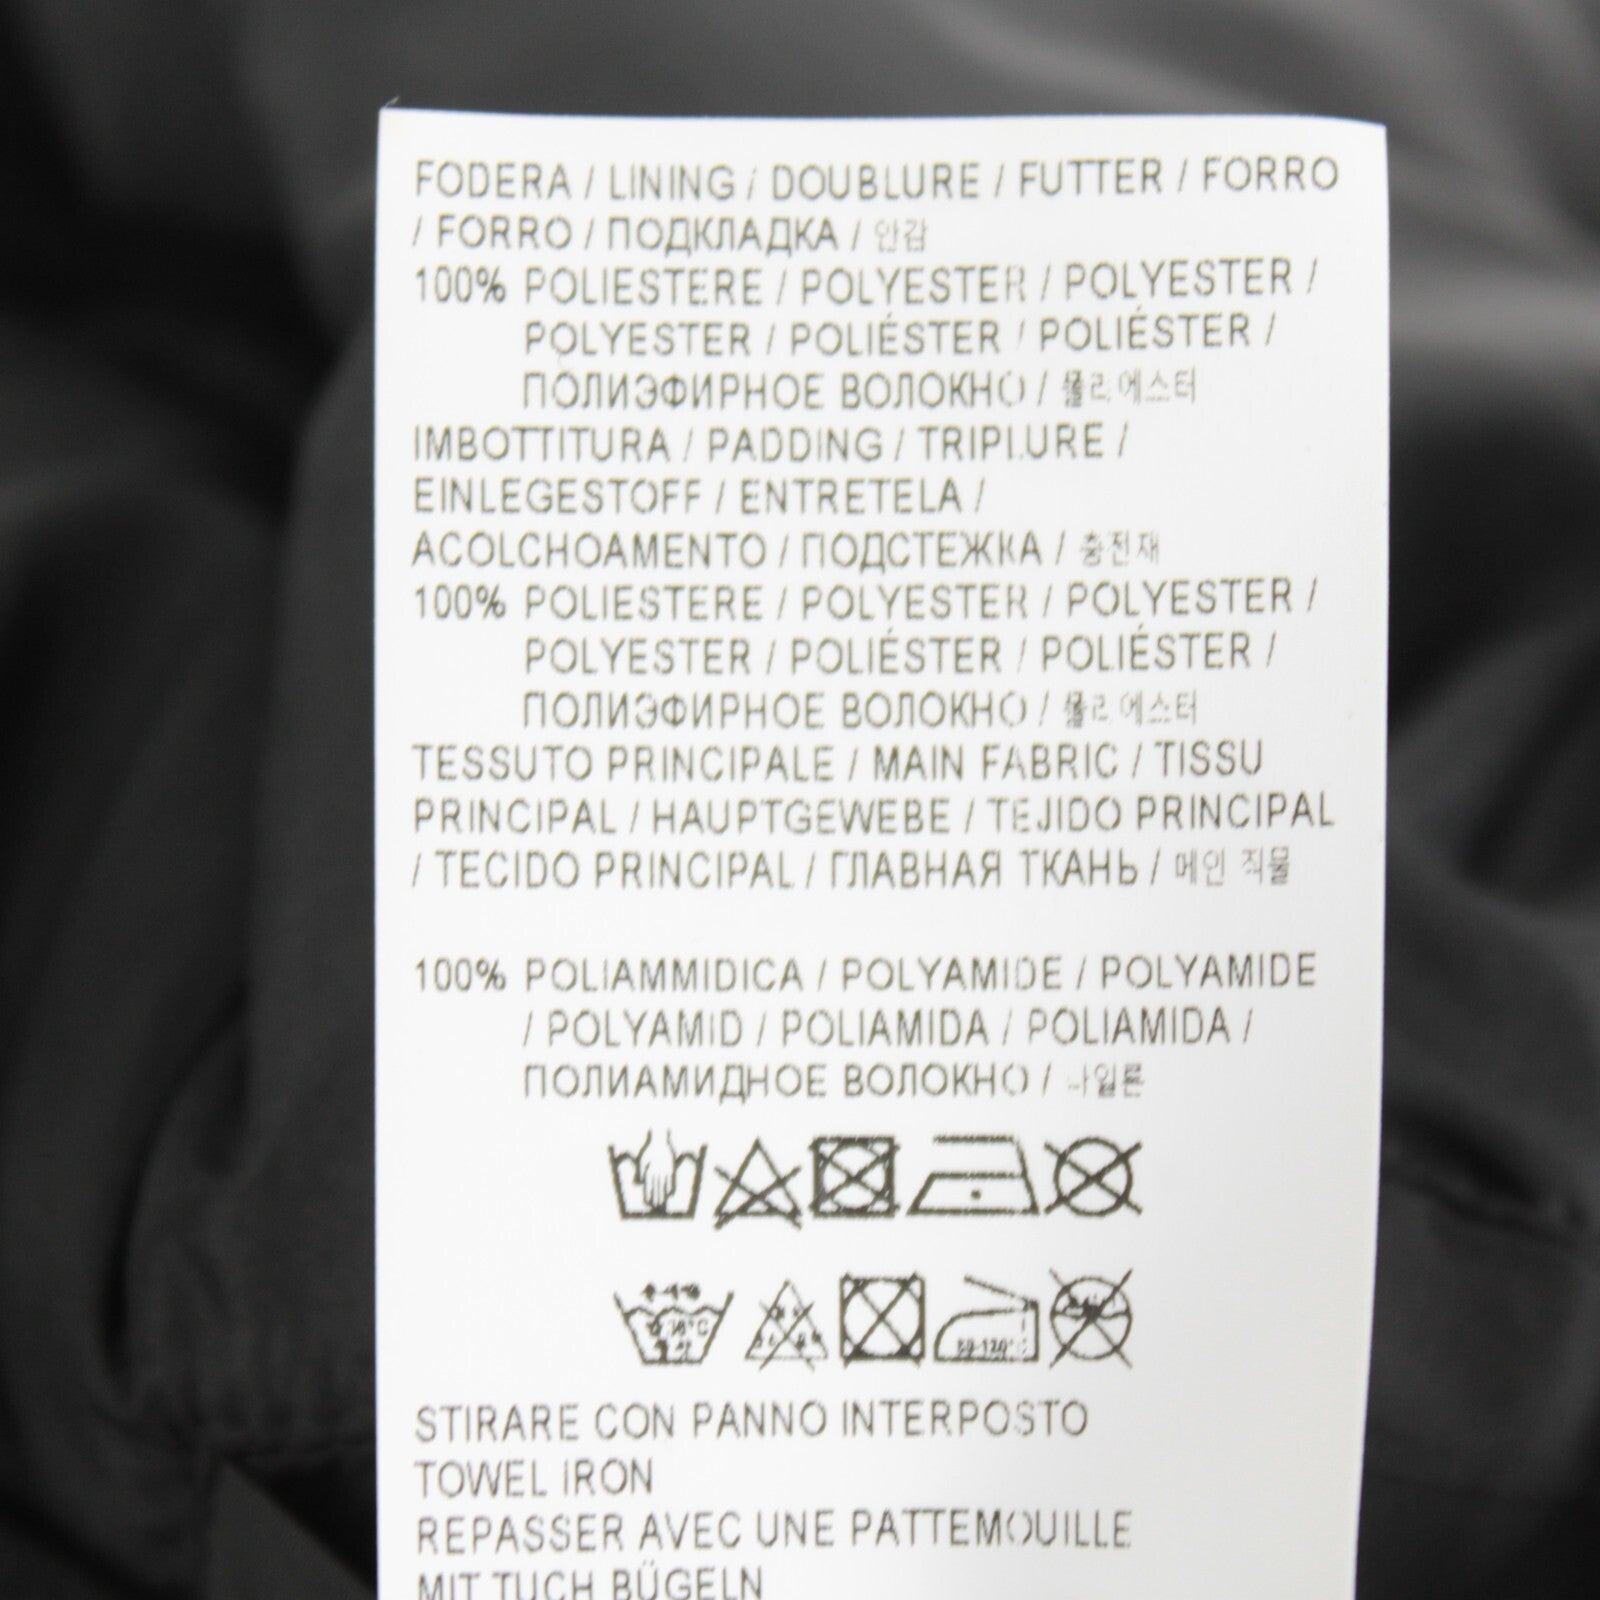 FODERA / LINING / DOUBLURE / FUTTER / FORRO
/ FORRO / ПОДКЛАДКА / 안감
100% POLIESTERE / POLYESTER / POLYESTER /
POLYESTER / POLIÉSTER / POLIÉSTER /
ПОЛИЭФИРНОЕ ВОЛОКНО / 폴리에스터
IMBOTTITURA / PADDING / TRIPLURE /
EINLEGESTOFF / ENTRETELA /
ACOLCHOAMENTO / ПОДСТЕЖКА / 충전재
100% POLIESTERE / POLYESTER / POLYESTER /
POLYESTER / POLIÉSTER / POLIÉSTER /
ПОЛИЭФИРНОЕ ВОЛОКНО / 폴리에스터
TESSUTO PRINCIPALE / MAIN FABRIC / TISSU
PRINCIPAL / HAUPTGEWEBE / TEJIDO PRINCIPAL
/ TECIDO PRINCIPAL / ГЛАВНАЯ ТКАНЬ / 메인 직물
100% POLIAMMIDICA / POLYAMIDE / POLYAMIDE
/ POLYAMID / POLIAMIDA / POLIAMIDA /
ПОЛИАМИДНОЕ ВОЛОКНО / 나일론
STIRARE CON PANNO INTERPOSTO
TOWEL IRON
REPASSER AVEC UNE PATTEMOUILLE
MIT TUCH BÜGELN